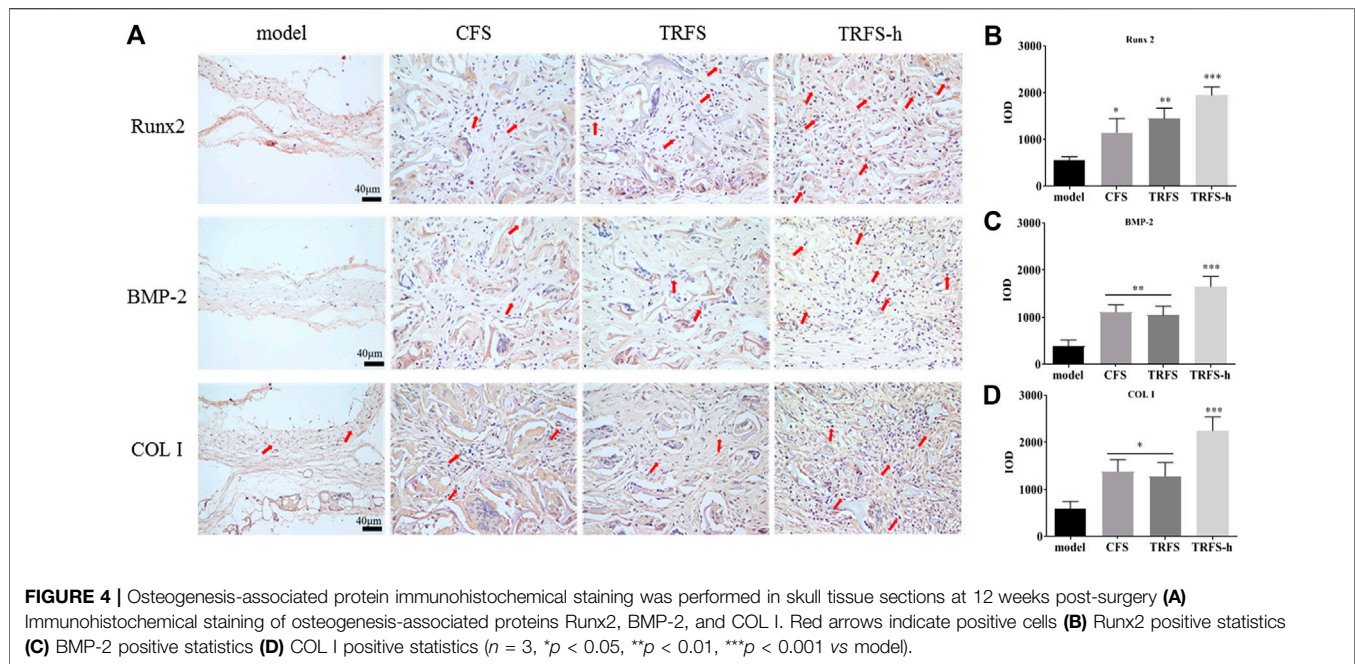 A
model
CFS
TRFS
TRFS-h
Runx2
40μm
BMP-2
40μm
COL I
40μm
B
Runx 2
3000
2000
1000
0
IOD
*
**
***
model
CFS
TRFS
TRFS-h
C
BMP-2
3000
2000
1000
0
IOD
**
***
model
CFS
TRFS
TRFS-h
D
COL I
3000
2000
1000
0
IOD
*
***
model
CFS
TRFS
TRFS-h
FIGURE 4 | Osteogenesis-associated protein immunohistochemical staining was performed in skull tissue sections at 12 weeks post-surgery (A)
Immunohistochemical staining of osteogenesis-associated proteins Runx2, BMP-2, and COL I. Red arrows indicate positive cells (B) Runx2 positive statistics
(C) BMP-2 positive statistics (D) COL I positive statistics (n = 3, *p < 0.05, **p < 0.01, ***p < 0.001 vs model).